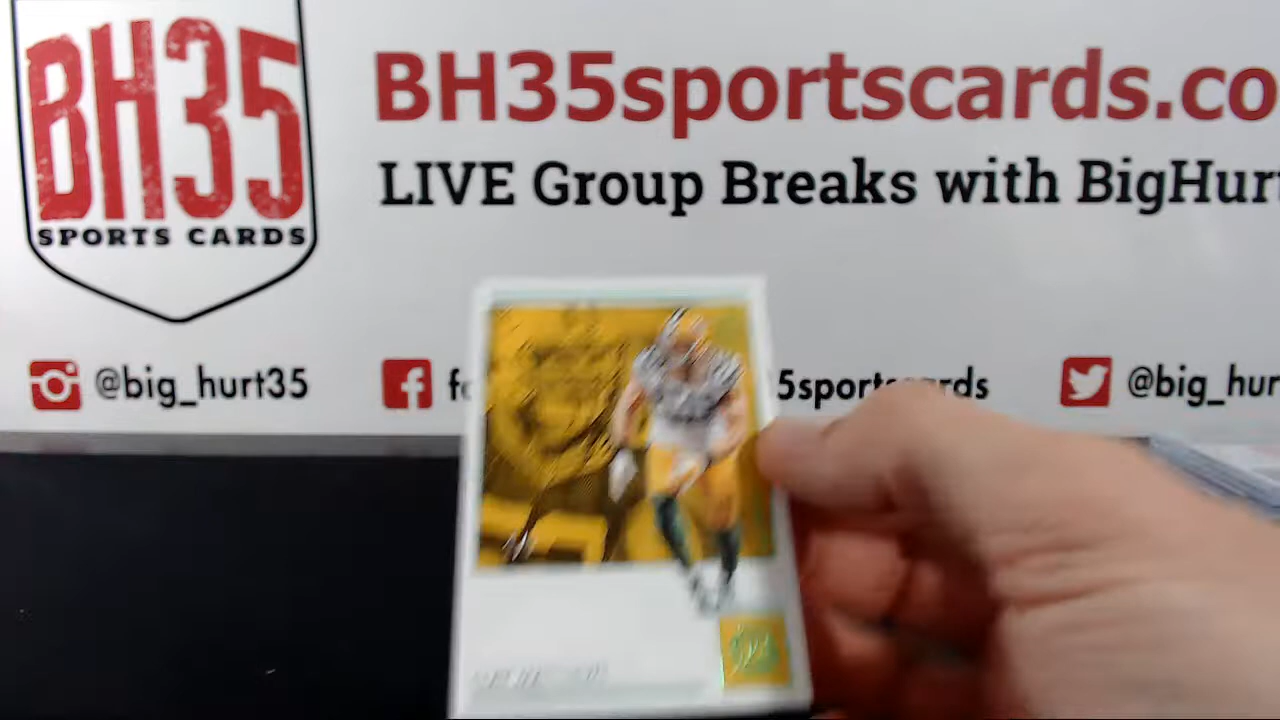 BH35
SPORTS CARDS
BH35sportscards.co
LIVE Group Breaks with BigHur
@big_hurt35
5sportscards
@big_hur